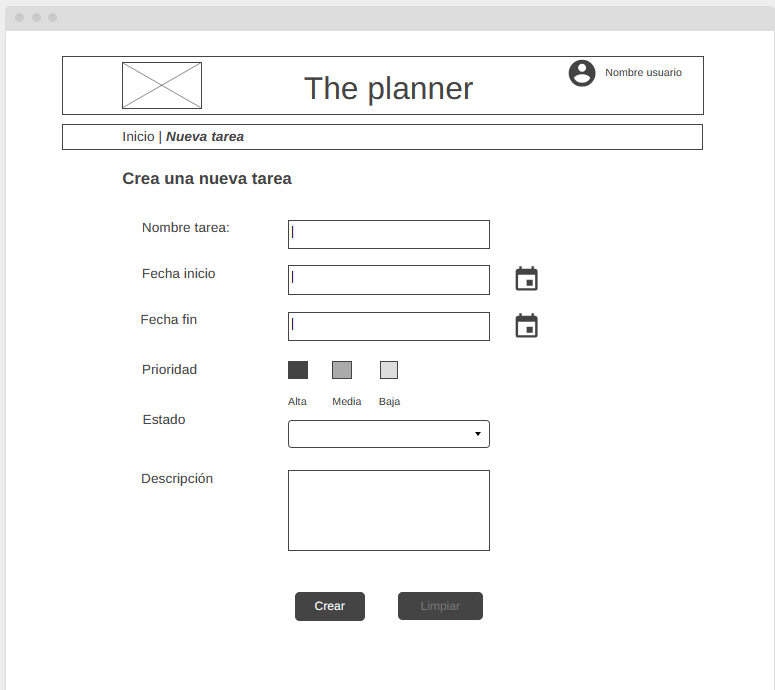 The planner
Nombre usuario
Inicio | Nueva tarea
Crea una nueva tarea
Nombre tarea:
Fecha inicio
Fecha fin
Prioridad
Alta Media Baja
Estado
Descripción
Crear Limpiar